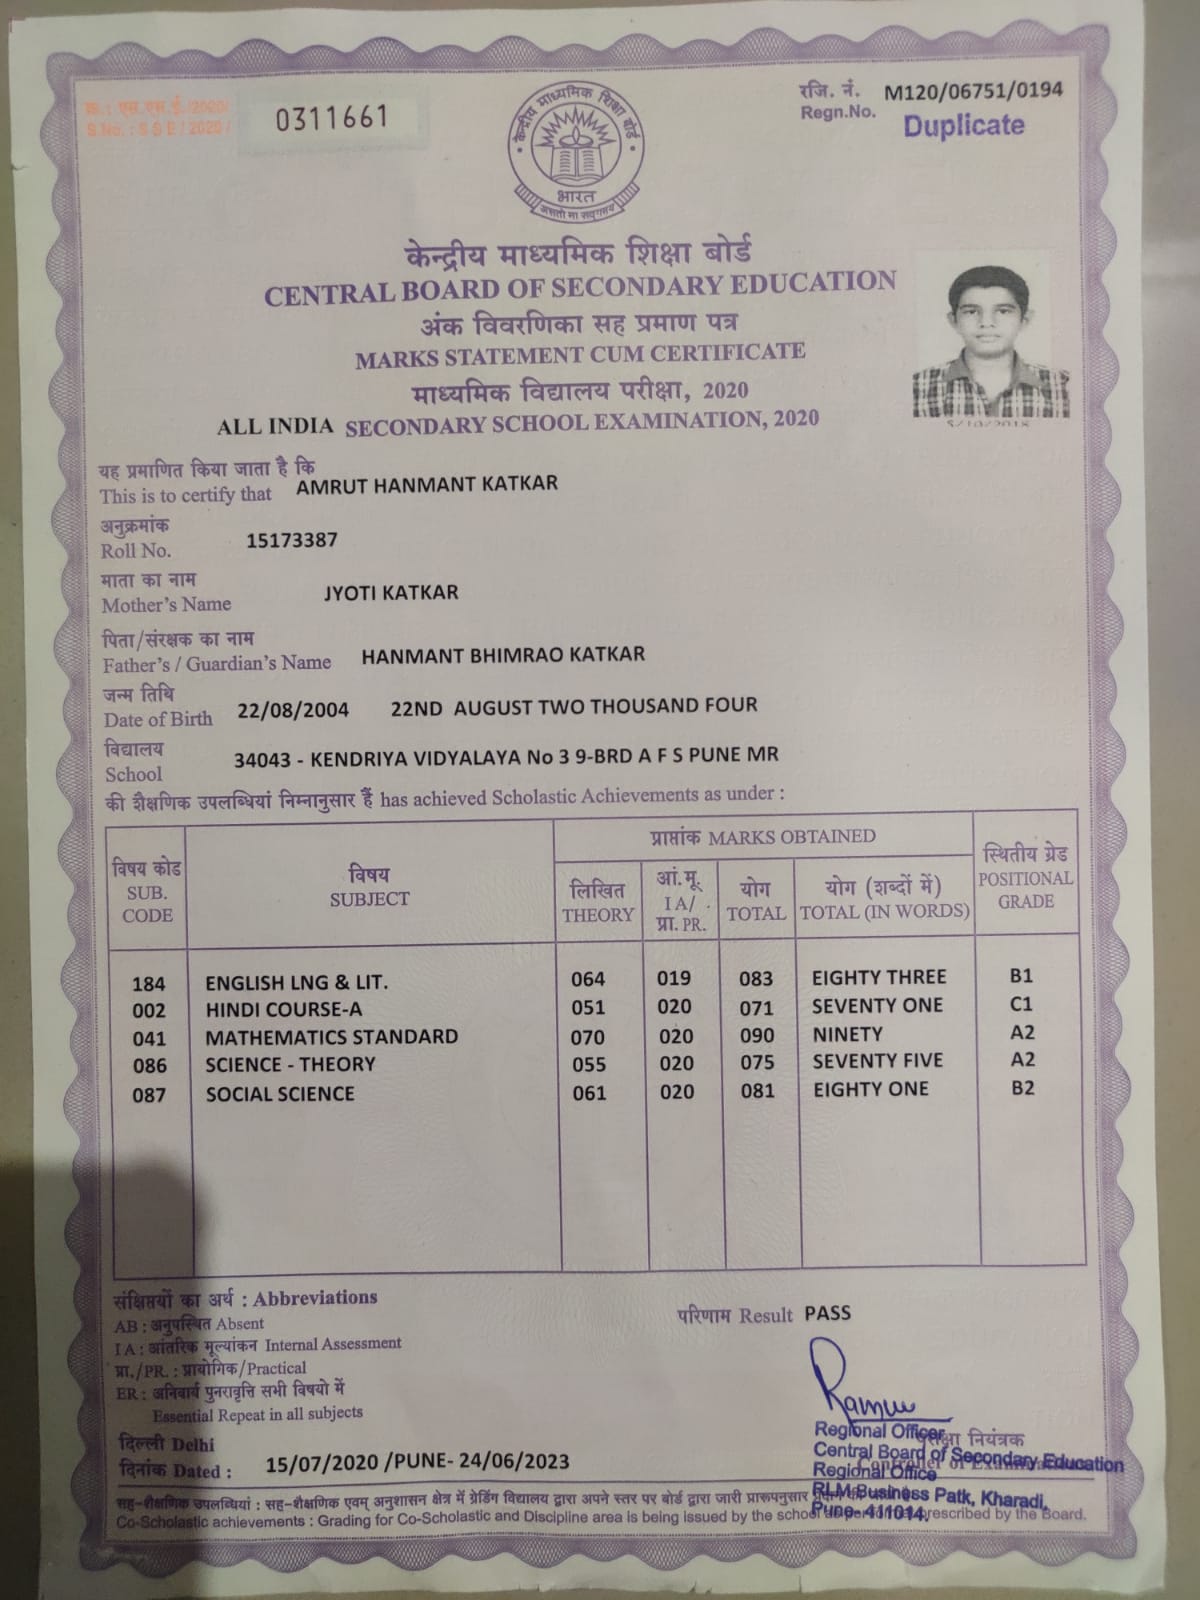 क्र.: एस.एस.ई./2020/
S.No.: S S E / 2020 /
0311661
रजि. नं. M120/06751/0194
Regn.No.
Duplicate
केन्द्रीय माध्यमिक शिक्षा बोर्ड
भारत
असतो मा सद्गमय
केन्द्रीय माध्यमिक शिक्षा बोर्ड
CENTRAL BOARD OF SECONDARY EDUCATION
अंक विवरणिका सह प्रमाण पत्र
MARKS STATEMENT CUM CERTIFICATE
माध्यमिक विद्यालय परीक्षा, 2020
ALL INDIA SECONDARY SCHOOL EXAMINATION, 2020
5/10/2018
यह प्रमाणित किया जाता है कि
This is to certify that AMRUT HANMANT KATKAR
अनुक्रमांक
Roll No. 15173387
माता का नाम
Mother's Name JYOTI KATKAR
पिता/संरक्षक का नाम
Father's / Guardian's Name HANMANT BHIMRAO KATKAR
जन्म तिथि
Date of Birth 22/08/2004 22ND AUGUST TWO THOUSAND FOUR
विद्यालय
School 34043 - KENDRIYA VIDYALAYA No 3 9-BRD A F S PUNE MR
की शैक्षणिक उपलब्धियां निम्नानुसार हैं has achieved Scholastic Achievements as under :
विषय कोड SUB. CODE
विषय SUBJECT
प्राप्तांक MARKS OBTAINED
लिखित THEORY
आं.मू. I A/ प्रा. PR.
योग TOTAL
योग (शब्दों में) TOTAL (IN WORDS)
स्थितीय ग्रेड POSITIONAL GRADE
184 ENGLISH LNG & LIT. 064 019 083 EIGHTY THREE B1
002 HINDI COURSE-A 051 020 071 SEVENTY ONE C1
041 MATHEMATICS STANDARD 070 020 090 NINETY A2
086 SCIENCE - THEORY 055 020 075 SEVENTY FIVE A2
087 SOCIAL SCIENCE 061 020 081 EIGHTY ONE B2
संक्षिप्तयों का अर्थ : Abbreviations
AB : अनुपस्थित Absent
I A : आंतरिक मूल्यांकन Internal Assessment
प्रा./PR. : प्रायोगिक/Practical
ER : अनिवार्य पुनरावृत्ति सभी विषयो में
Essential Repeat in all subjects
परिणाम Result PASS
दिल्ली Delhi
दिनांक Dated : 15/07/2020 /PUNE- 24/06/2023
परीक्षा नियंत्रक
Controller of
Regional Officer
Central Board of Secondary Education
Regional Office
RLM Business Patk, Kharadi,
Pune- 411014.
सह-शैक्षणिक उपलब्धियां : सह-शैक्षणिक एवम् अनुशासन क्षेत्र में ग्रेडिंग विद्यालय द्वारा अपने स्तर पर बोर्ड द्वारा जारी प्रारूपनुसार
Co-Scholastic achievements : Grading for Co-Scholastic and Discipline area is being issued by the school as per prescribed by the Board.